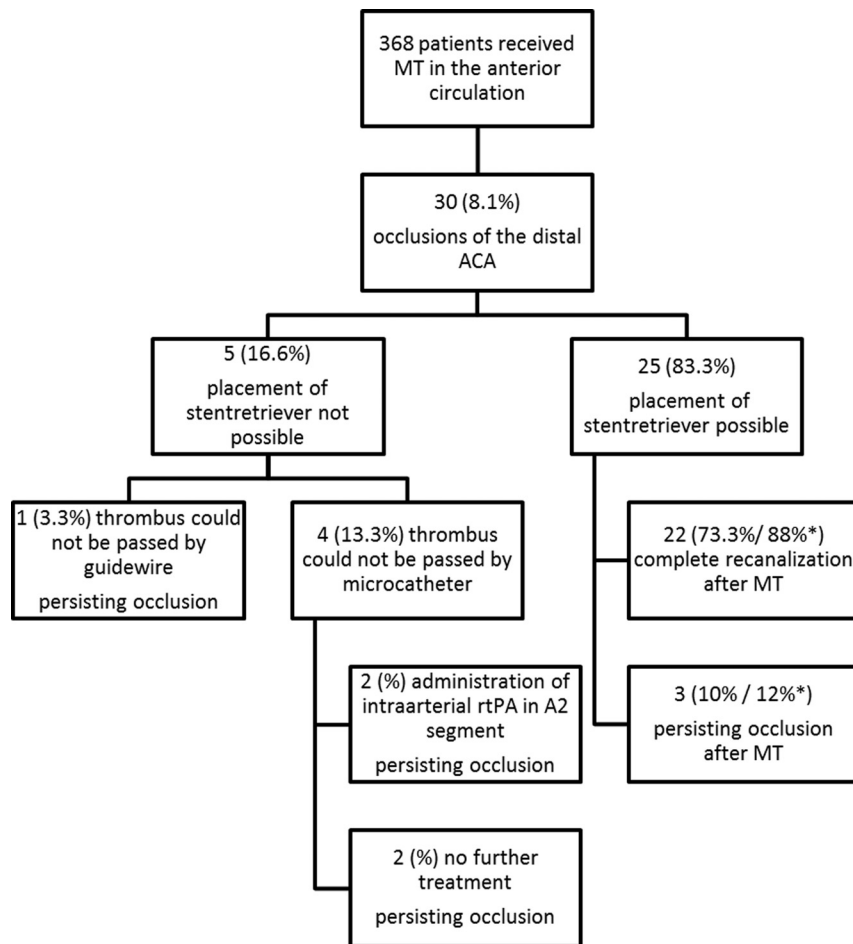 368 patients received
MT in the anterior
circulation
30 (8.1%)
occlusions of the distal
ACA
5 (16.6%)
placement of
stentretriever not
possible
25 (83.3%)
placement of
stentretriever possible
1 (3.3%) thrombus could
not be passed by
guidewire
persisting occlusion
4 (13.3%) thrombus
could not be passed by
microcatheter
22 (73.3%/ 88%*)
complete recanalization
after MT
2 (%) administration of
intraarterial rtPA in A2
segment
persisting occlusion
3 (10% / 12%*)
persisting occlusion
after MT
2 (%) no further
treatment
persisting occlusion